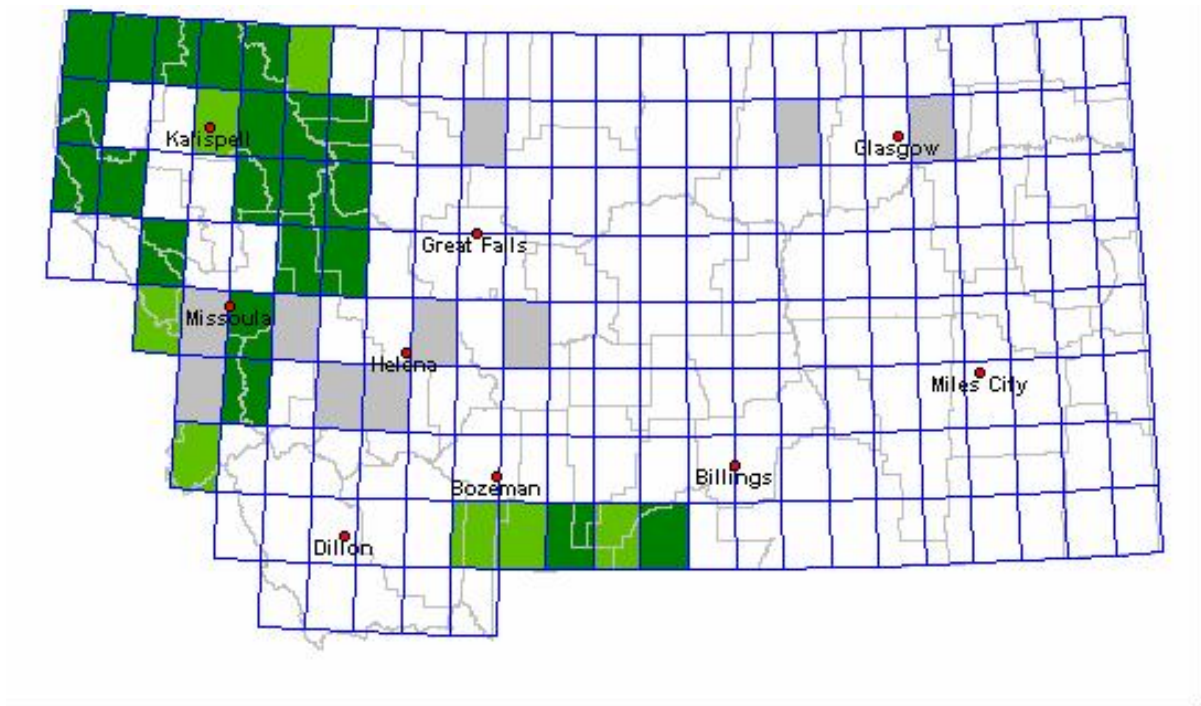 Kalispell
Glasgow
Great Falls
Missoula
Helena
Miles City
Billings
Bozeman
Dillon